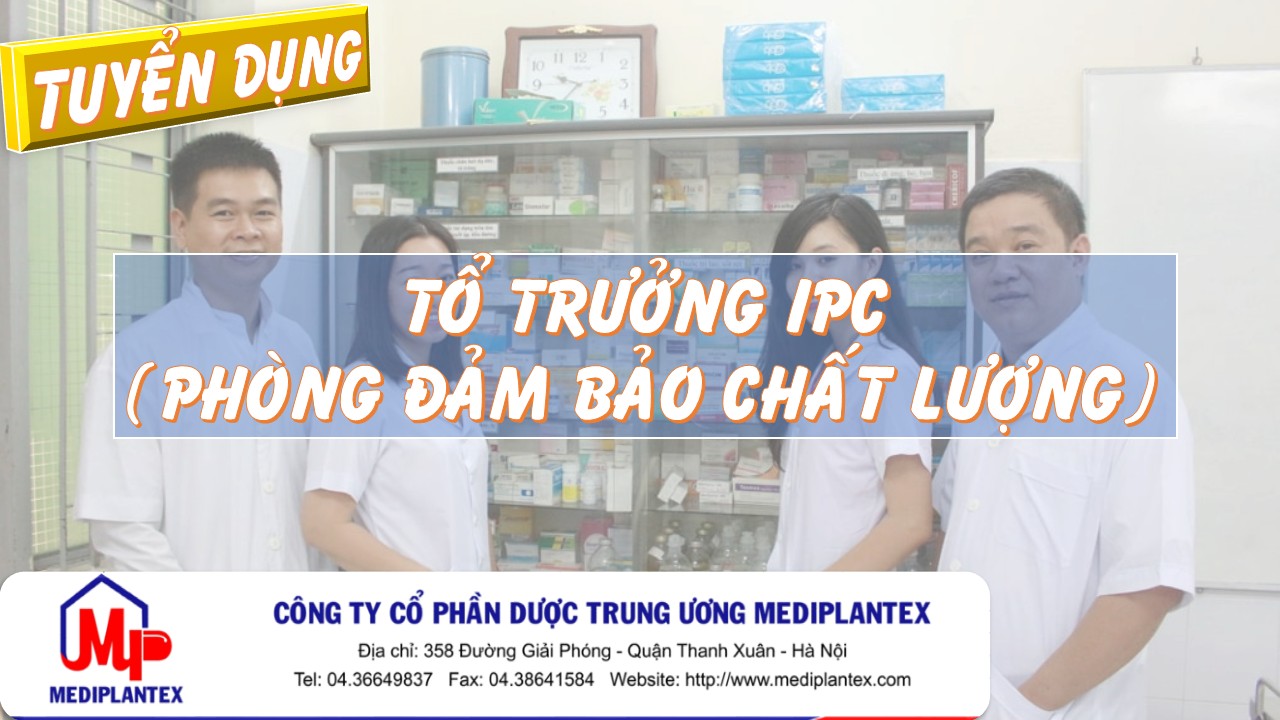 TUYỂN DỤNG
TỔ TRƯỞNG IPC
(PHÒNG ĐẢM BẢO CHẤT LƯỢNG)
MP
MEDIPLANTEX
CÔNG TY CỔ PHẦN DƯỢC TRUNG ƯƠNG MEDIPLANTEX
Địa chỉ: 358 Đường Giải Phóng - Quận Thanh Xuân - Hà Nội
Tel: 04.36649837 Fax: 04.38641584 Website: http://www.mediplantex.com